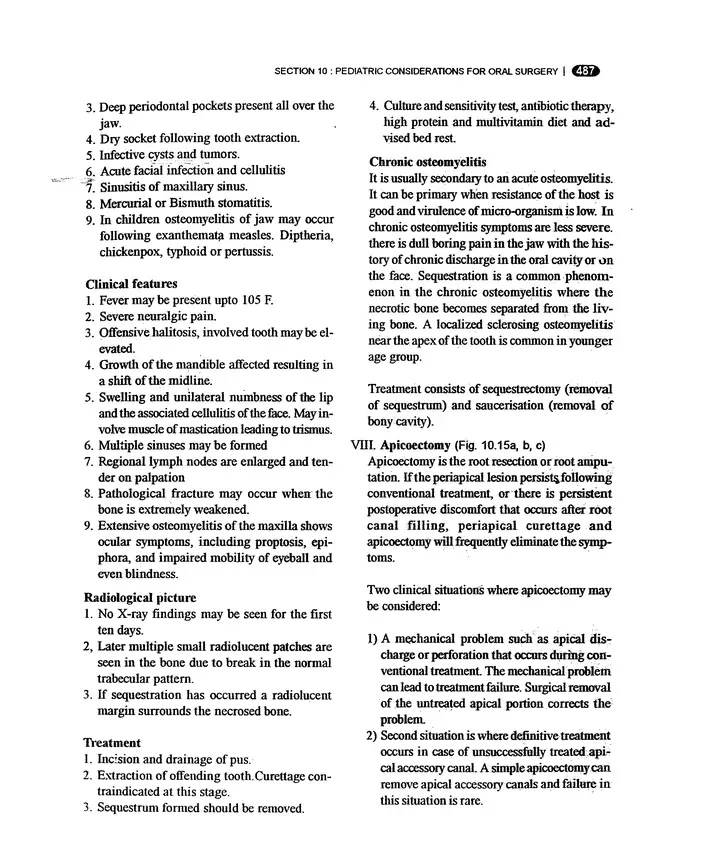 SECTION 10 : PEDIATRIC CONSIDERATIONS FOR ORAL SURGERY | 487
3. Deep periodontal pockets present all over the
jaw.
4. Dry socket following tooth extraction.
5. Infective cysts and tumors.
6. Acute facial infection and cellulitis
7. Sinusitis of maxillary sinus.
8. Mercurial or Bismuth stomatitis.
9. In children osteomyelitis of jaw may occur
following exanthemata measles. Diptheria,
chickenpox, typhoid or pertussis.
Clinical features
1. Fever may be present upto 105 F.
2. Severe neuralgic pain.
3. Offensive halitosis, involved tooth may be el-
evated.
4. Growth of the mandible affected resulting in
a shift of the midline.
5. Swelling and unilateral numbness of the lip
and the associated cellulitis of the face. May in-
volve muscle of mastication leading to trismus.
6. Multiple sinuses may be formed
7. Regional lymph nodes are enlarged and ten-
der on palpation
8. Pathological fracture may occur when the
bone is extremely weakened.
9. Extensive osteomyelitis of the maxilla shows
ocular symptoms, including proptosis, epi-
phora, and impaired mobility of eyeball and
even blindness.
Radiological picture
1. No X-ray findings may be seen for the first
ten days.
2, Later multiple small radiolucent patches are
seen in the bone due to break in the normal
trabecular pattern.
3. If sequestration has occurred a radiolucent
margin surrounds the necrosed bone.
Treatment
1. Incision and drainage of pus.
2. Extraction of offending tooth.Curettage con-
traindicated at this stage.
3. Sequestrum formed should be removed.
4. Culture and sensitivity test, antibiotic therapy,
high protein and multivitamin diet and ad-
vised bed rest.
Chronic osteomyelitis
It is usually secondary to an acute osteomyelitis.
It can be primary when resistance of the host is
good and virulence of micro-organism is low. In
chronic osteomyelitis symptoms are less severe.
there is dull boring pain in the jaw with the his-
tory of chronic discharge in the oral cavity or on
the face. Sequestration is a common phenom-
enon in the chronic osteomyelitis where the
necrotic bone becomes separated from the liv-
ing bone. A localized sclerosing osteomyelitis
near the apex of the tooth is common in younger
age group.
Treatment consists of sequestrectomy (removal
of sequestrum) and saucerisation (removal of
bony cavity).
VIII. Apicoectomy (Fig. 10.15a, b, c)
Apicoectomy is the root resection or root ampu-
tation. If the periapical lesion persists following
conventional treatment, or there is persistent
postoperative discomfort that occurs after root
canal filling, periapical curettage and
apicoectomy will frequently eliminate the symp-
toms.
Two clinical situations where apicoectomy may
be considered:
1) A mechanical problem such as apical dis-
charge or perforation that occurs during con-
ventional treatment. The mechanical problem
can lead to treatment failure. Surgical removal
of the untreated apical portion corrects the
problem.
2) Second situation is where definitive treatment
occurs in case of unsuccessfully treated api-
cal accessory canal. A simple apicoectomy can
remove apical accessory canals and failure in
this situation is rare.